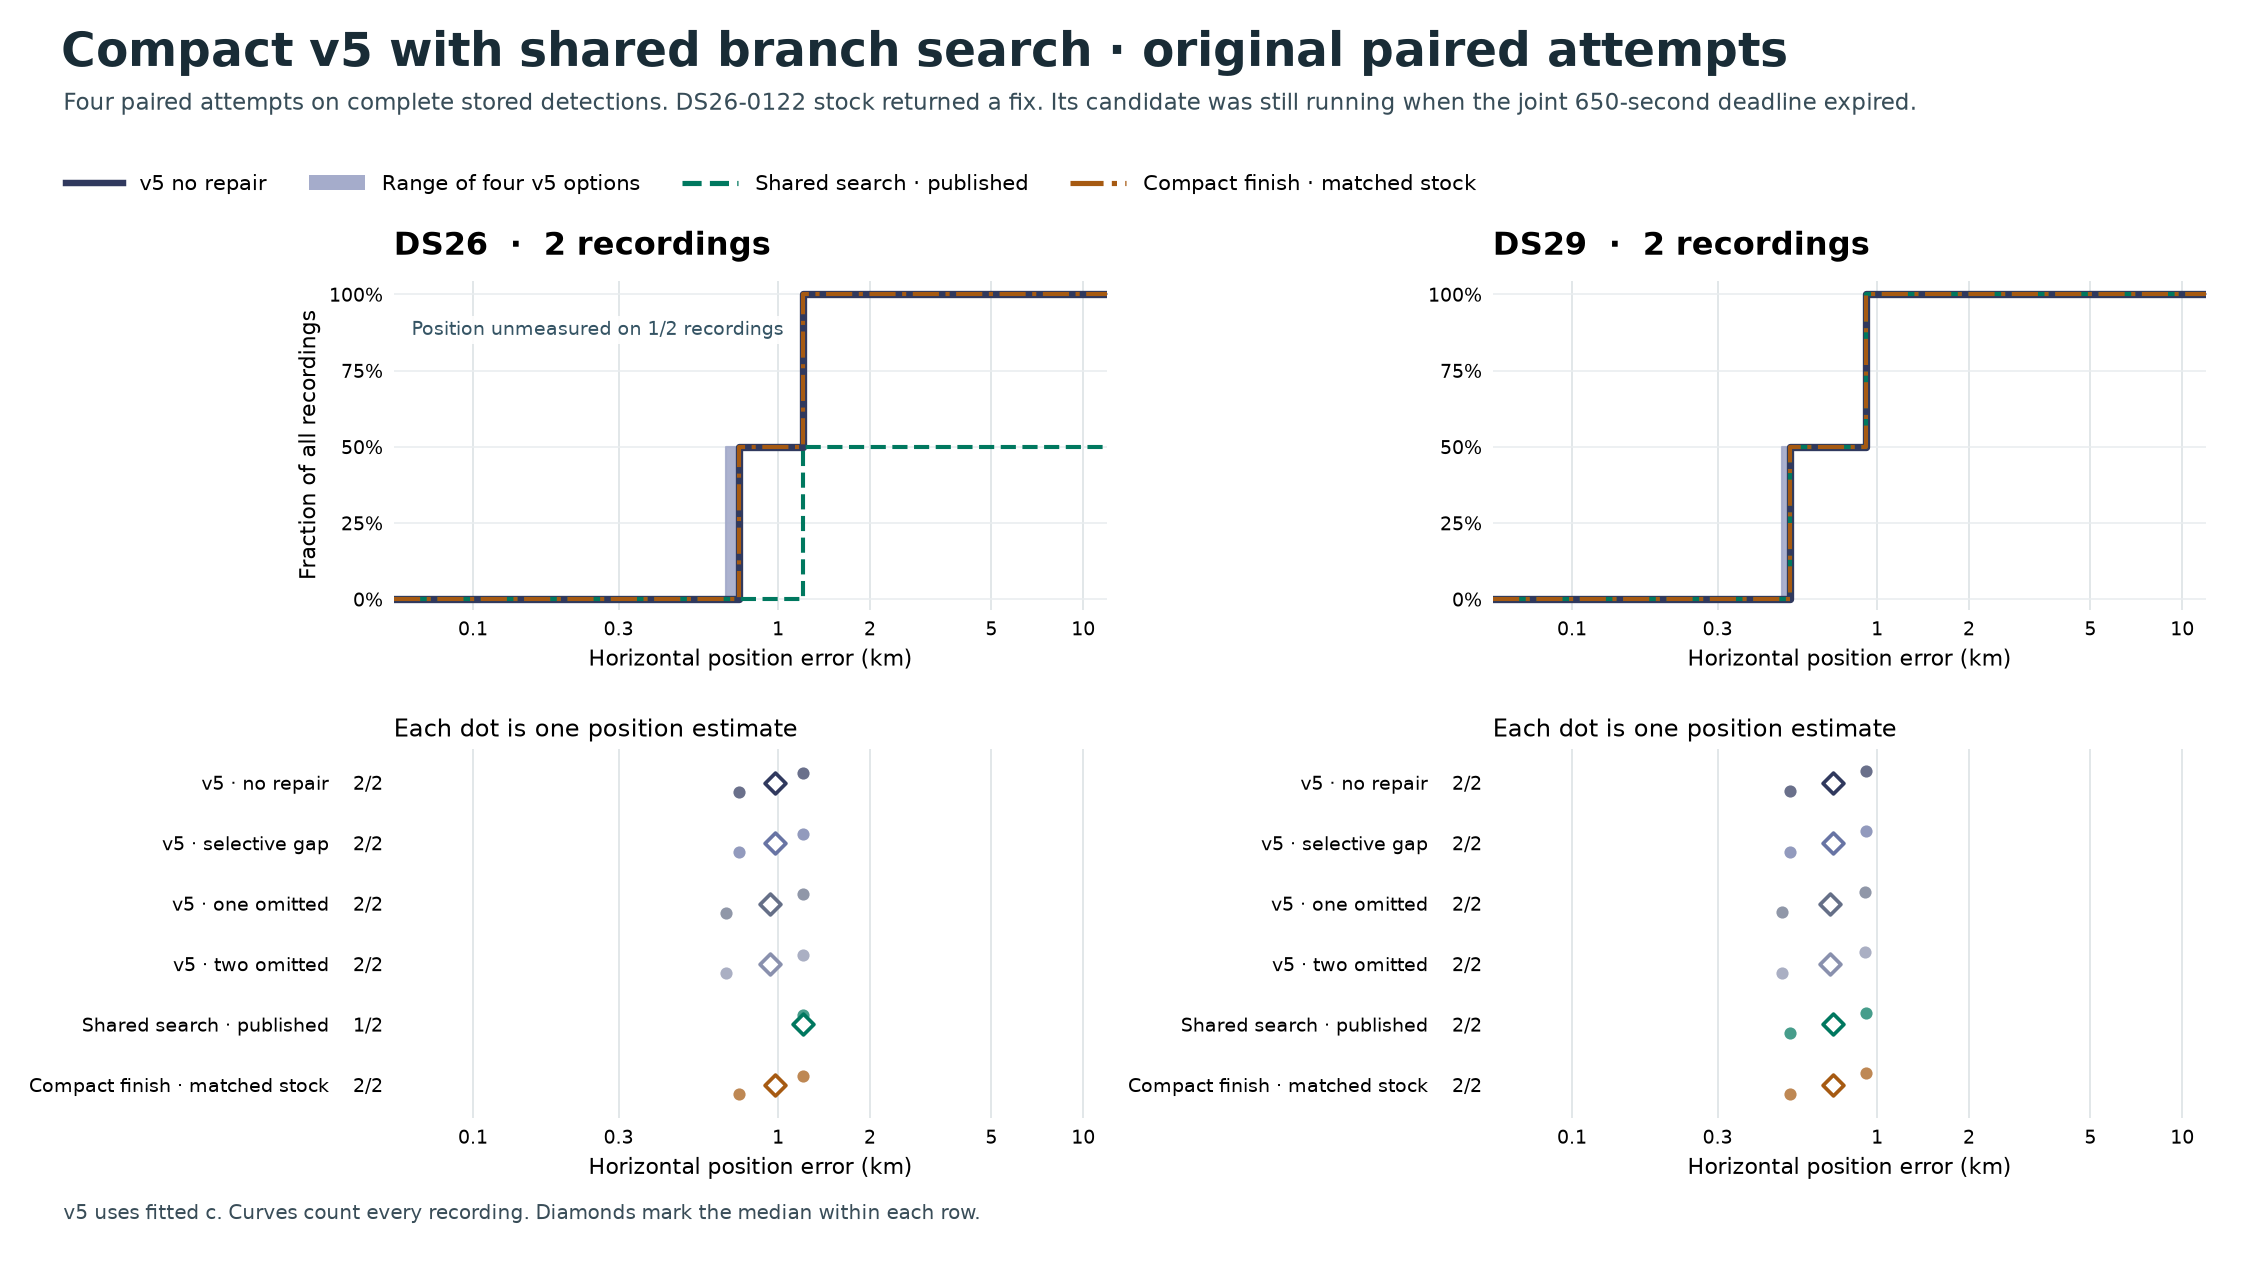 Compact v5 with shared branch search · original paired attempts
Four paired attempts on complete stored detections. DS26-0122 stock returned a fix. Its candidate was still running when the joint 650-second deadline expired.
v5 no repair
Range of four v5 options
Shared search · published
Compact finish · matched stock
DS26 · 2 recordings
Fraction of all recordings
100%
75%
50%
25%
0%
Position unmeasured on 1/2 recordings
0.1 0.3 1 2 5 10
Horizontal position error (km)
DS29 · 2 recordings
100%
75%
50%
25%
0%
0.1 0.3 1 2 5 10
Horizontal position error (km)
Each dot is one position estimate
v5 · no repair 2/2
v5 · selective gap 2/2
v5 · one omitted 2/2
v5 · two omitted 2/2
Shared search · published 1/2
Compact finish · matched stock 2/2
0.1 0.3 1 2 5 10
Horizontal position error (km)
Each dot is one position estimate
v5 · no repair 2/2
v5 · selective gap 2/2
v5 · one omitted 2/2
v5 · two omitted 2/2
Shared search · published 2/2
Compact finish · matched stock 2/2
0.1 0.3 1 2 5 10
Horizontal position error (km)
v5 uses fitted c. Curves count every recording. Diamonds mark the median within each row.